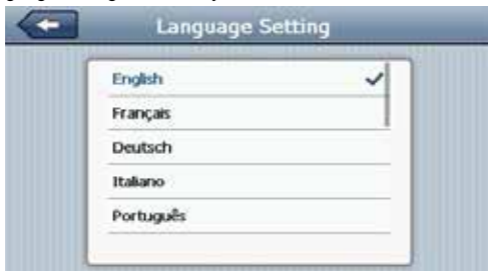 Language Setting
English
Français
Deutsch
Italiano
Português